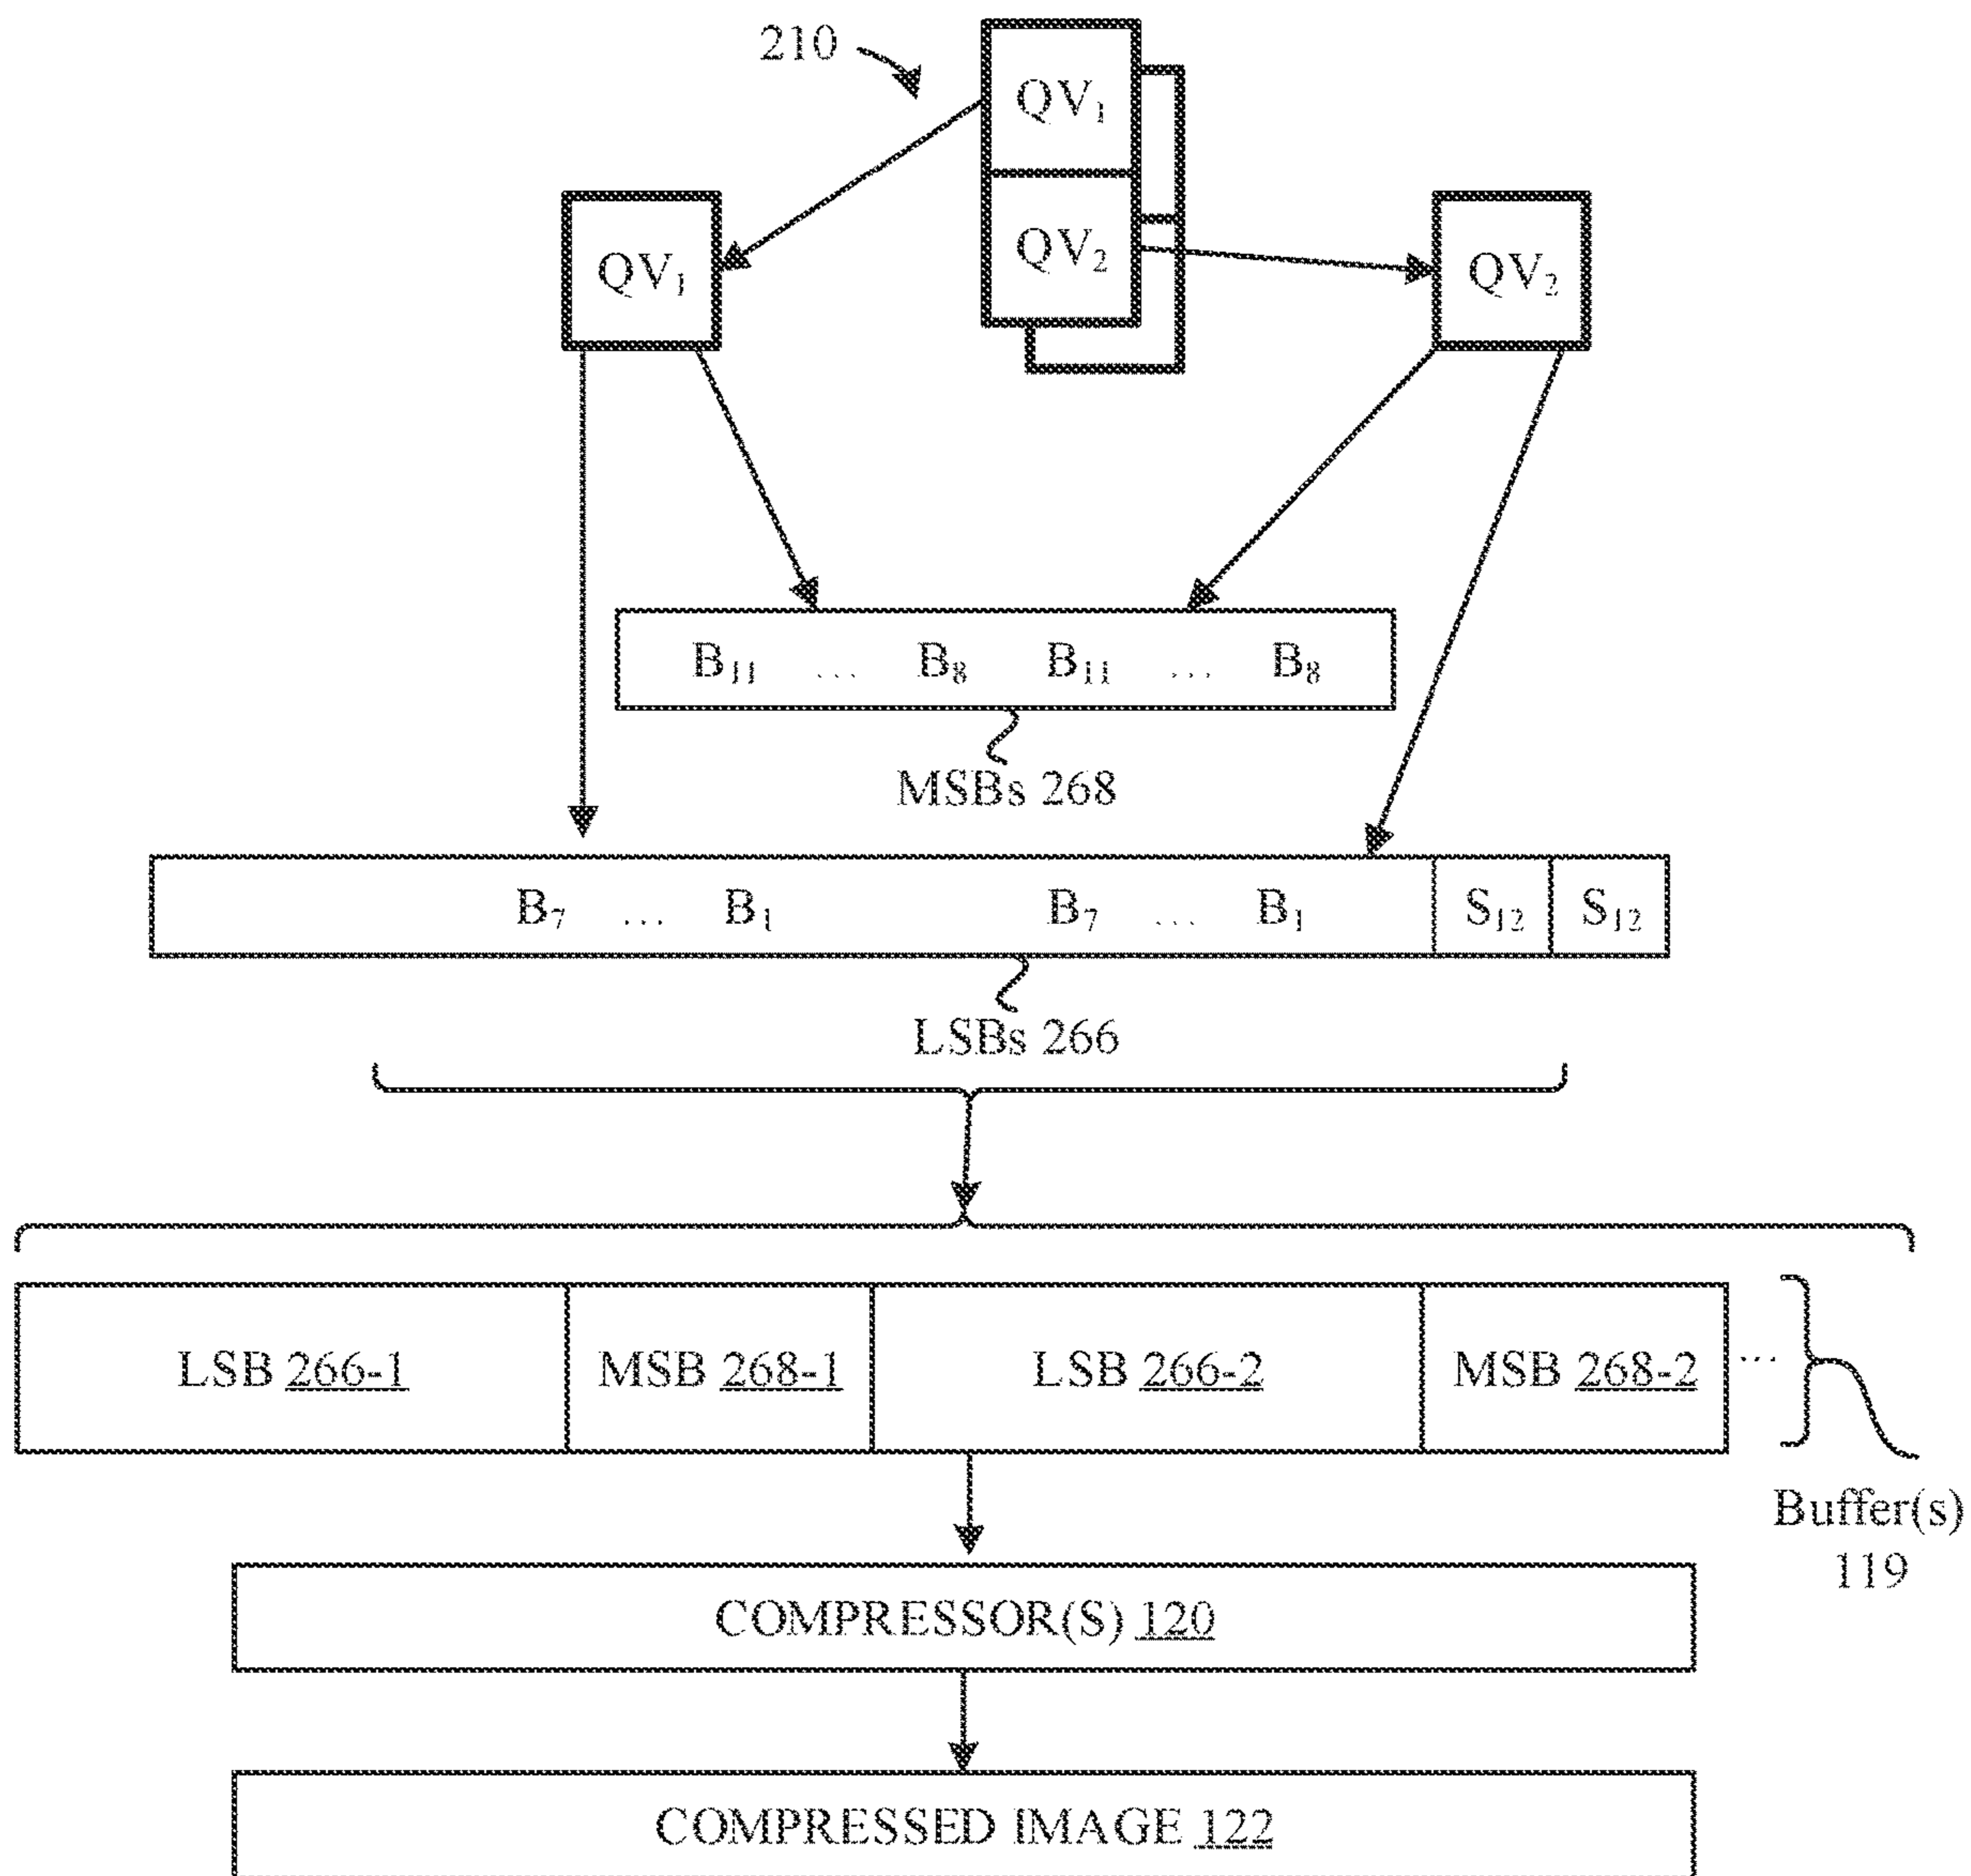 210
QV₁
QV₁ QV₂ QV₂
B₁₁ ... B₈ B₁₁ ... B₈
MSBs 268
B₇ ... B₁ B₇ ... B₁ S₁₂ S₁₂
LSBs 266
LSB 266-1 MSB 268-1 LSB 266-2 MSB 268-2 ...
Buffer(s)
119
COMPRESSOR(S) 120
COMPRESSED IMAGE 122